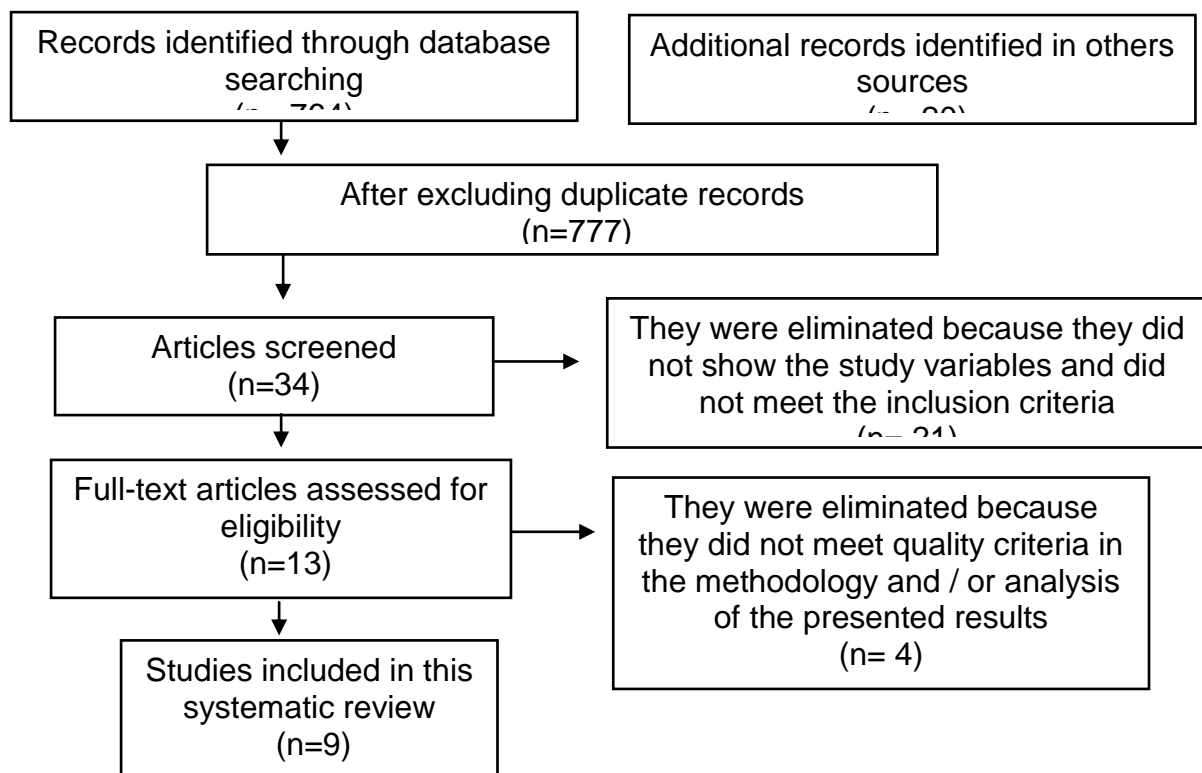 Records identified through database
searching
Additional records identified in others
sources
After excluding duplicate records
(n=777)
Articles screened
(n=34)
They were eliminated because they did
not show the study variables and did
not meet the inclusion criteria
(n= 21)
Full-text articles assessed for
eligibility
(n=13)
They were eliminated because
they did not meet quality criteria in
the methodology and / or analysis
of the presented results
(n= 4)
Studies included in this
systematic review
(n=9)